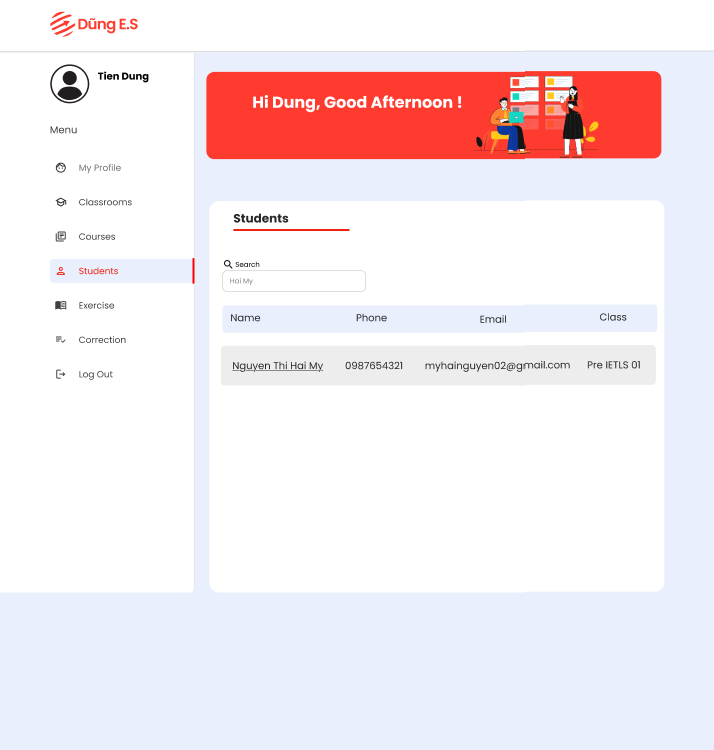 Dũng E.S
Tien Dung
Menu
My Profile
Classrooms
Courses
Students
Exercise
Correction
Log Out
Hi Dung, Good Afternoon !
Students
Search
Hai My
Name Phone Email Class
Nguyen Thi Hai My 0987654321 myhainguyen02@gmail.com Pre IETLS 01